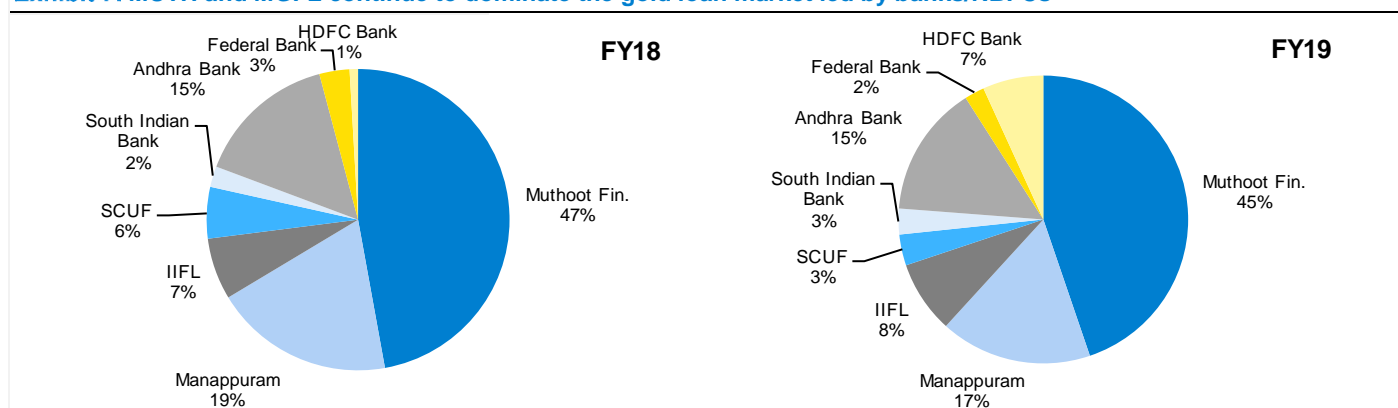 FY18
HDFC Bank
1%
Federal Bank
3%
Andhra Bank
15%
South Indian
Bank
2%
SCUF
6%
IIFL
7%
Manappuram
19%
Muthoot Fin.
47%
FY19
HDFC Bank
7%
Federal Bank
2%
Andhra Bank
15%
South Indian
Bank
3%
SCUF
3%
IIFL
8%
Manappuram
17%
Muthoot Fin.
45%